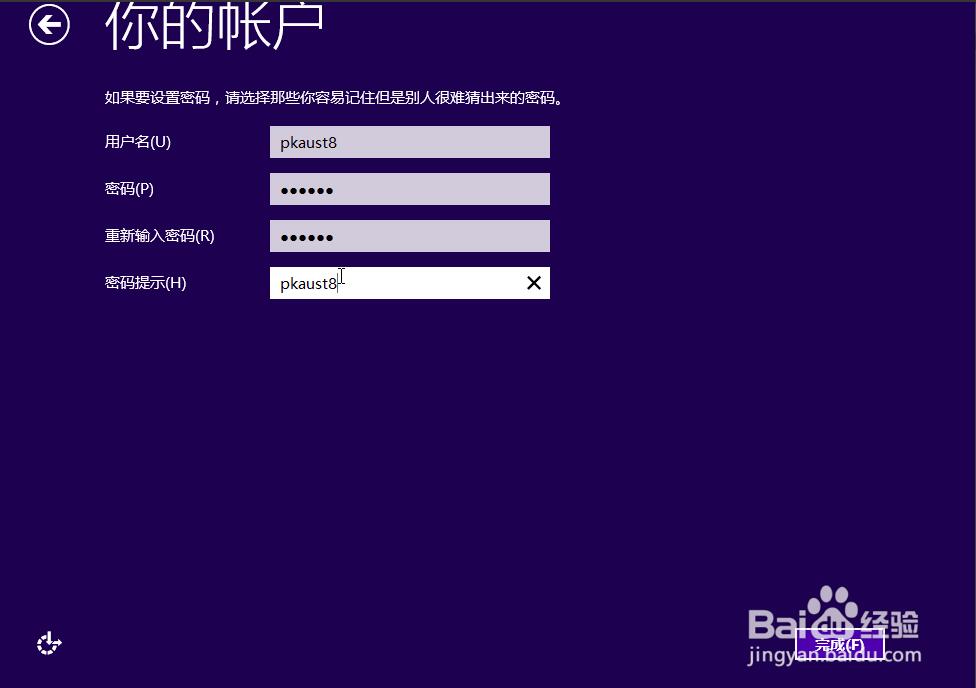 你的帐户
如果要设置密码，请选择那些你容易记住但是别人很难猜出来的密码。
用户名(U)
pkaust8
密码(P)
●●●●●●
重新输入密码(R)
●●●●●●
密码提示(H)
pkaust8
Bai 经验
完成(F)
jingyan.baidu.com